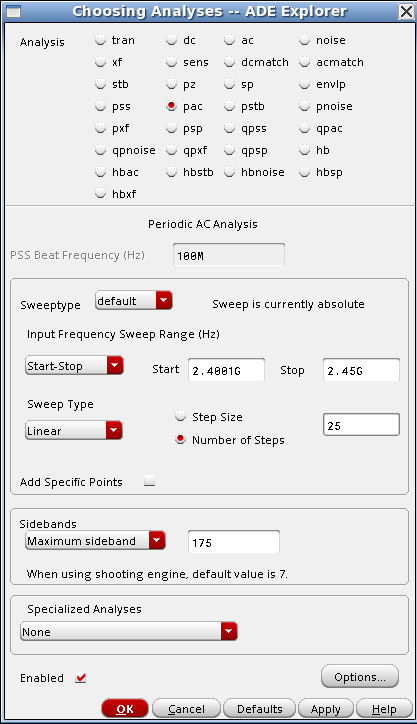 Choosing Analyses -- ADE Explorer
Analysis
tran dc ac noise
xf sens dcmatch acmatch
stb pz sp envlp
pss pac pstb pnoise
pxf psp qpss qpac
qpnoise qpxf qpsp hb
hbac hbstb hbnoise hbsp
hbxf
Periodic AC Analysis
PSS Beat Frequency (Hz) 100M
Sweeptype default Sweep is currently absolute
Input Frequency Sweep Range (Hz)
Start-Stop Start 2.4001G Stop 2.45G
Sweep Type
Linear
Step Size
Number of Steps
25
Add Specific Points
Sidebands
Maximum sideband 175
When using shooting engine, default value is 7.
Specialized Analyses
None
Enabled Options...
OK Cancel Defaults Apply Help